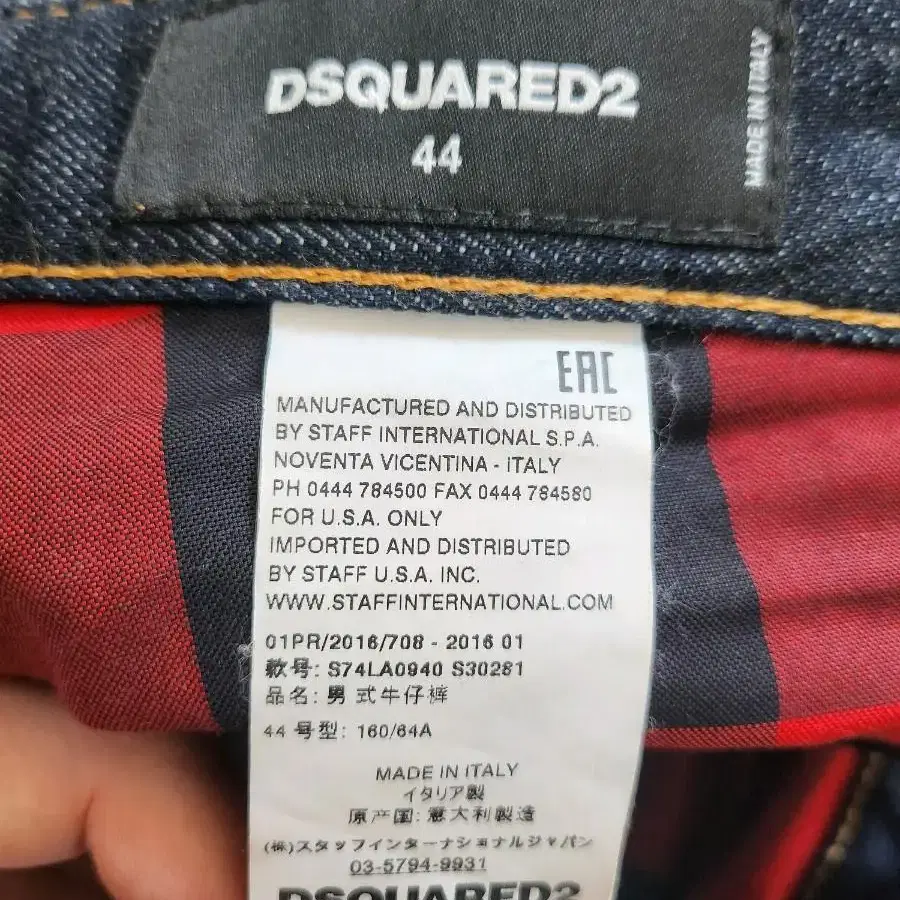 DSQUARED2
44
MADE IN ITALY
EAC
MANUFACTURED AND DISTRIBUTED
BY STAFF INTERNATIONAL S.P.A.
NOVENTA VICENTINA - ITALY
PH 0444 784500 FAX 0444 784580
FOR U.S.A. ONLY
IMPORTED AND DISTRIBUTED
BY STAFF U.S.A. INC.
WWW.STAFFINTERNATIONAL.COM
01PR/2016/708 - 2016 01
款号: S74LA0940 S30281
品名: 男 式牛仔裤
44 号型: 160/64A
MADE IN ITALY
イタリア製
原产国: 意大利製造
(株)スタッフインターナショナルジャパン
03-5794-9931
DSQUARED2